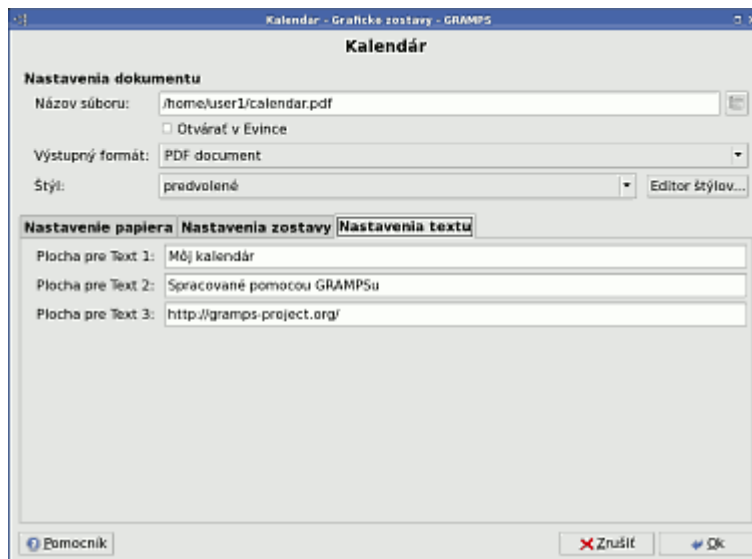 Kalendár - Grafické zostavy - GRAMPS
Kalendár
Nastavenia dokumentu
Názov súboru: /home/user1/calendar.pdf
Otvárať v Evince
Výstupný formát: PDF document
Štýl: predvolené Editor štýlov...
Nastavenie papiera Nastavenia zostavy Nastavenia textu
Plocha pre Text 1: Môj kalendár
Plocha pre Text 2: Spracované pomocou GRAMPSu
Plocha pre Text 3: http://gramps-project.org/
Pomocník Zrušiť Ok